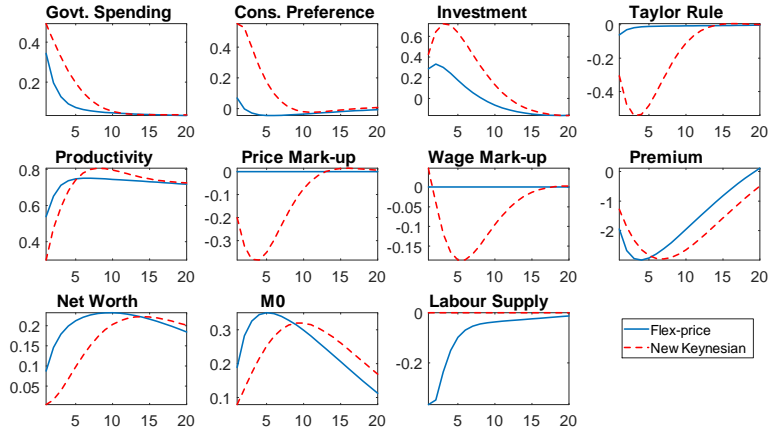 Govt. Spending
0.4
0.2
5 10 15 20
Cons. Preference
0.4
0.2
0
5 10 15 20
Investment
0.6
0.4
0.2
0
5 10 15 20
Taylor Rule
0
-0.2
-0.4
5 10 15 20
Productivity
0.8
0.6
0.4
5 10 15 20
Price Mark-up
0
-0.1
-0.2
-0.3
5 10 15 20
Wage Mark-up
0
-0.05
-0.1
-0.15
5 10 15 20
Premium
0
-2
5 10 15 20
Net Worth
0.2
0.15
0.1
0.05
5 10 15 20
M0
0.3
0.2
0.1
5 10 15 20
Labour Supply
0
-0.2
5 10 15 20
Flex-price
New Keynesian